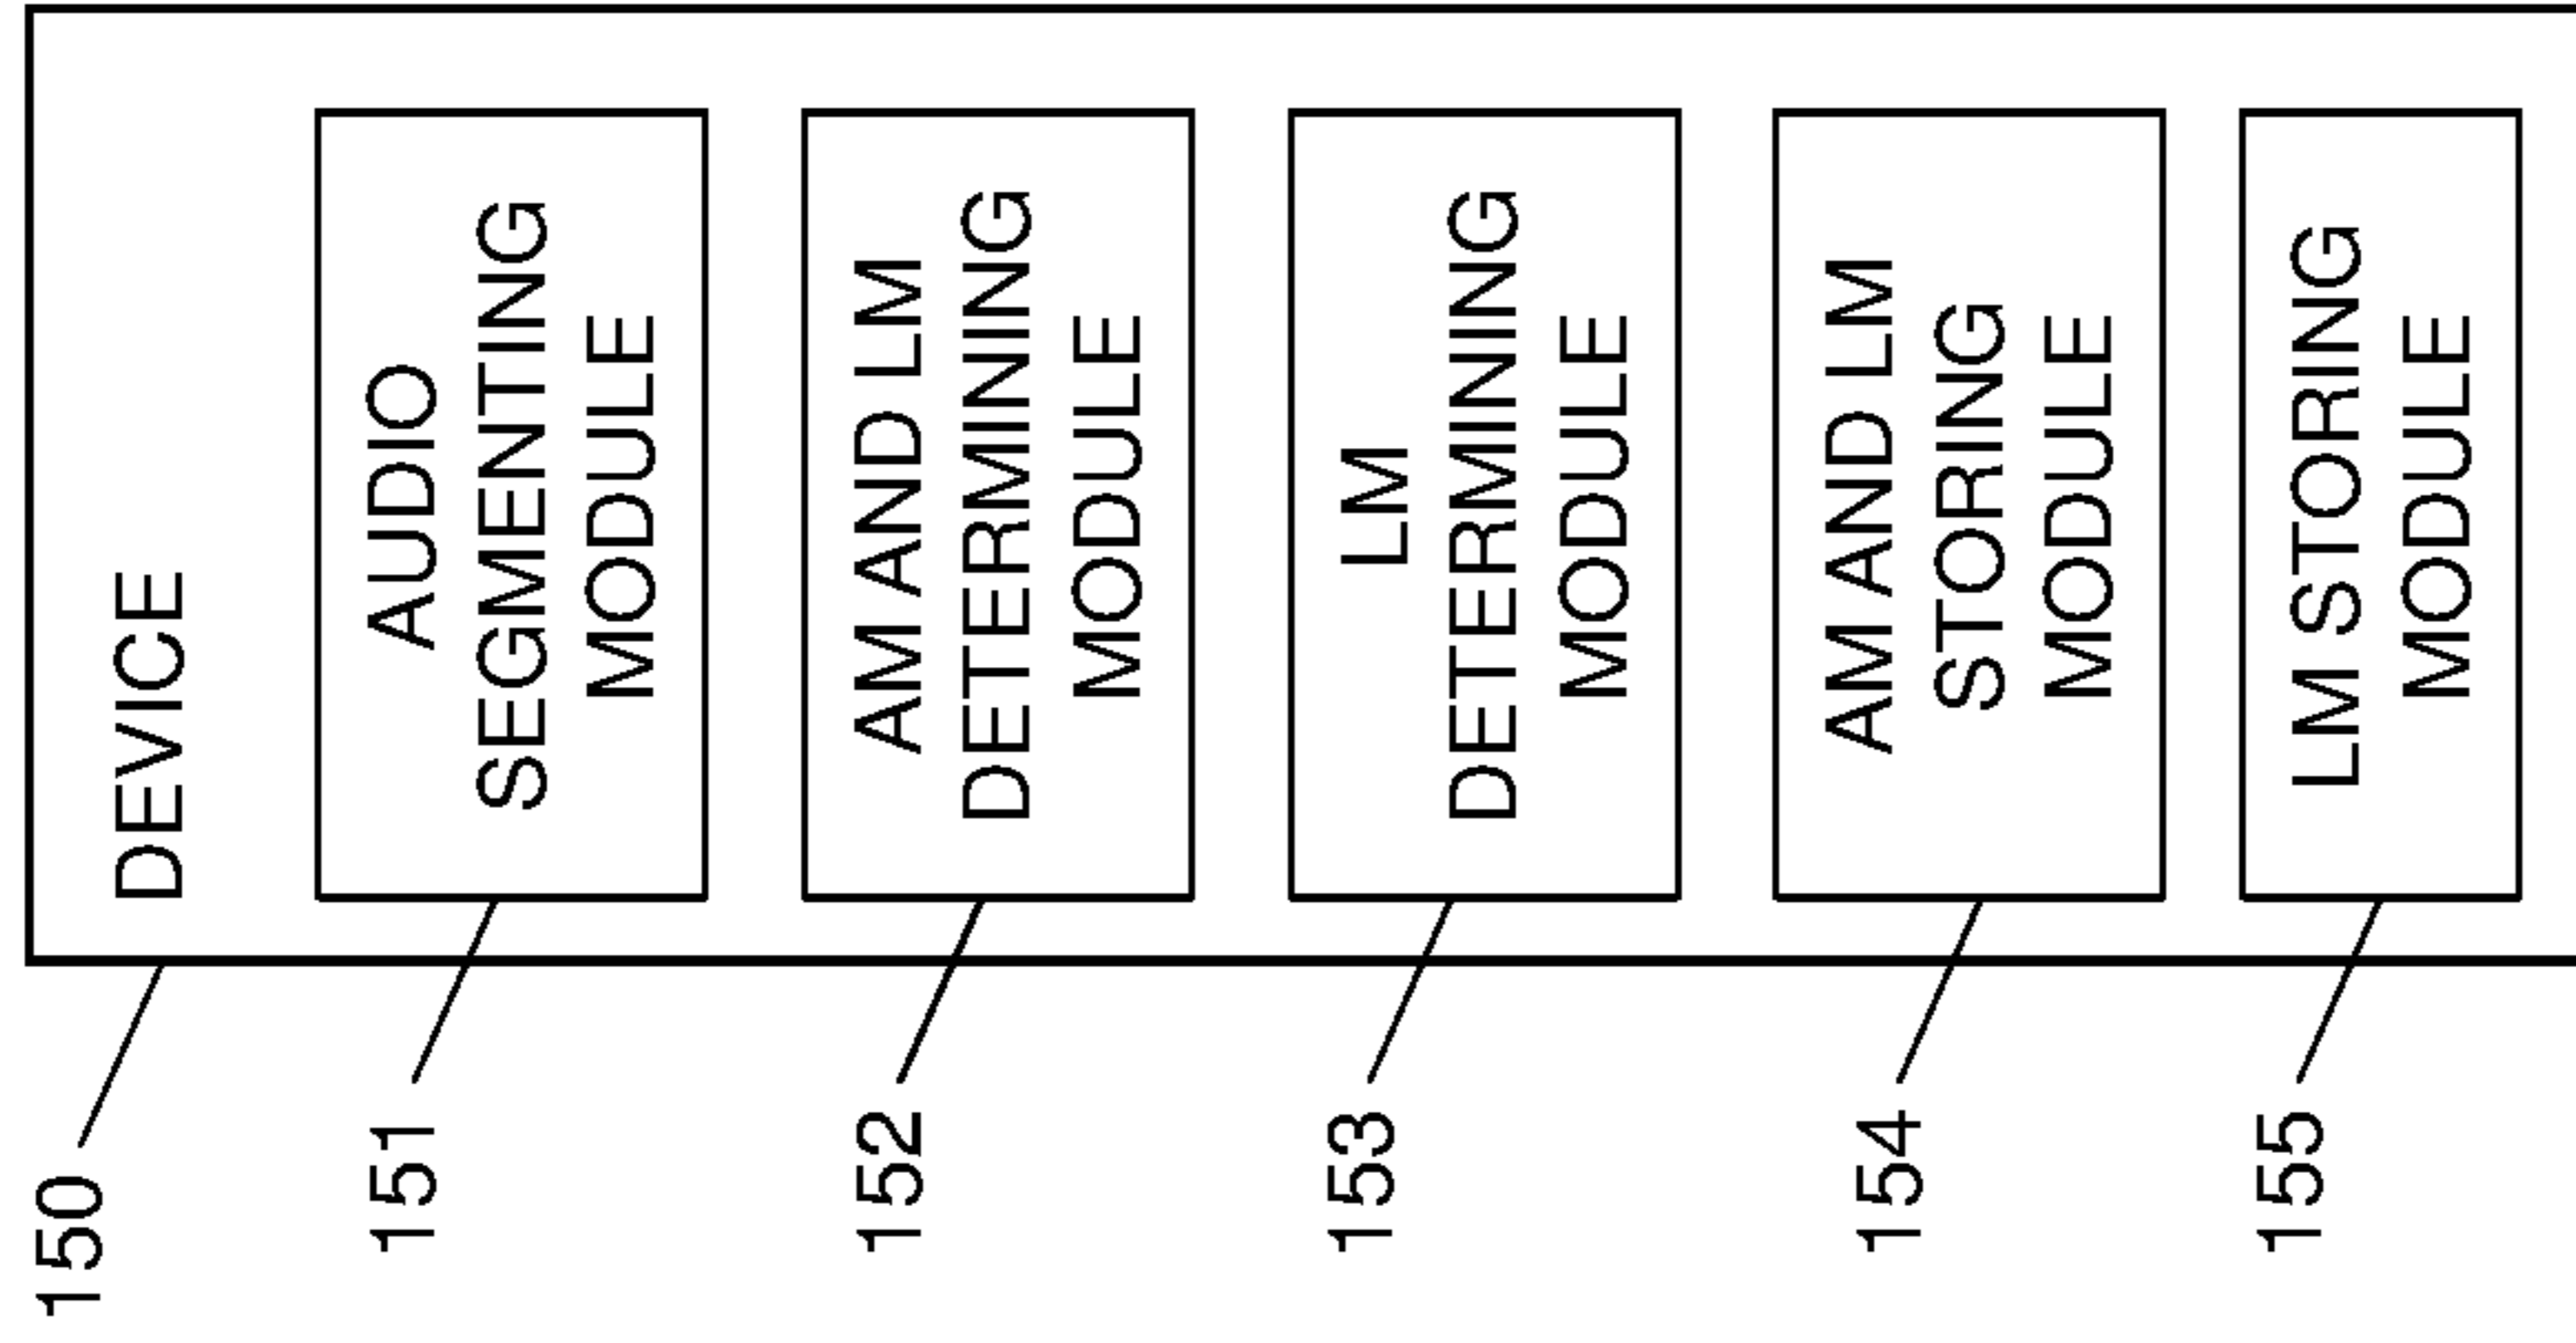 150
DEVICE
151
AUDIO
SEGMENTING
MODULE
152
AM AND LM
DETERMINING
MODULE
153
LM
DETERMINING
MODULE
154
AM AND LM
STORING
MODULE
155
LM STORING
MODULE